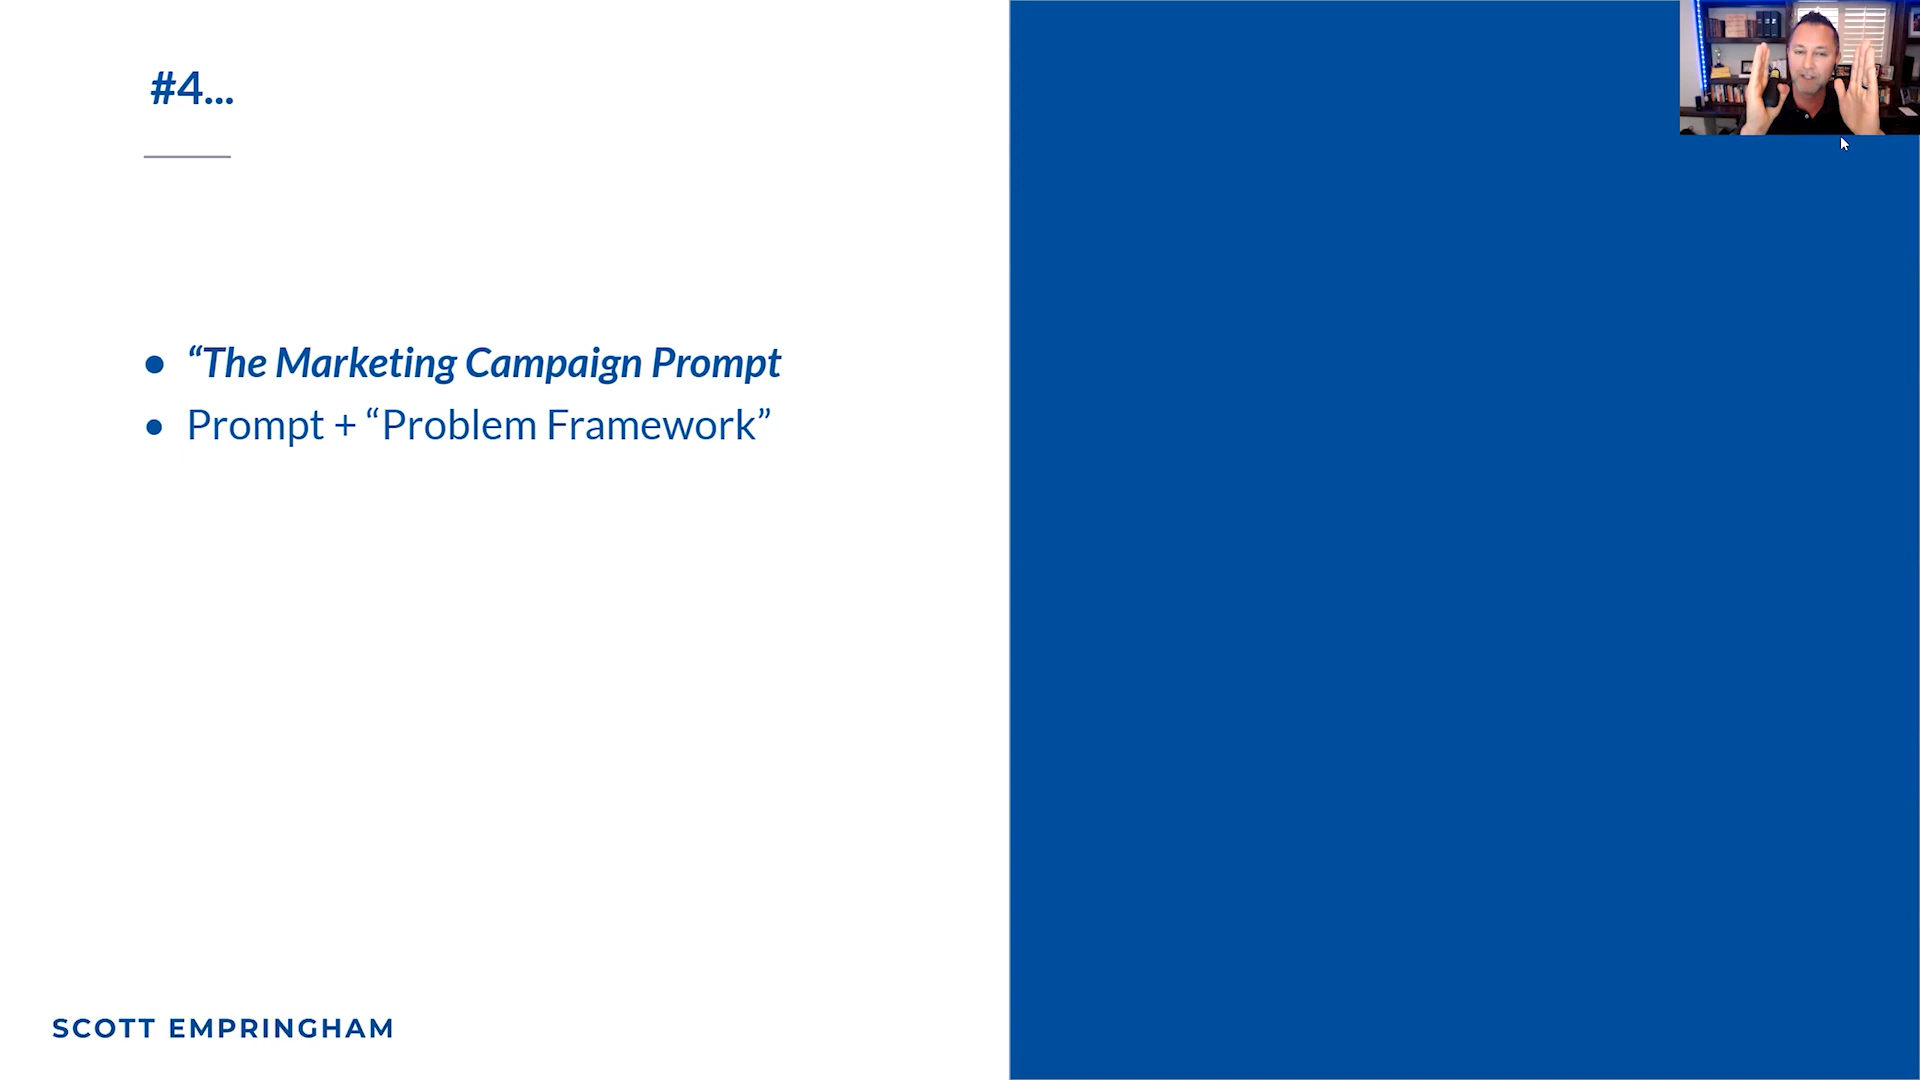 #4...
● “The Marketing Campaign Prompt
● Prompt + “Problem Framework”
SCOTT EMPRINGHAM